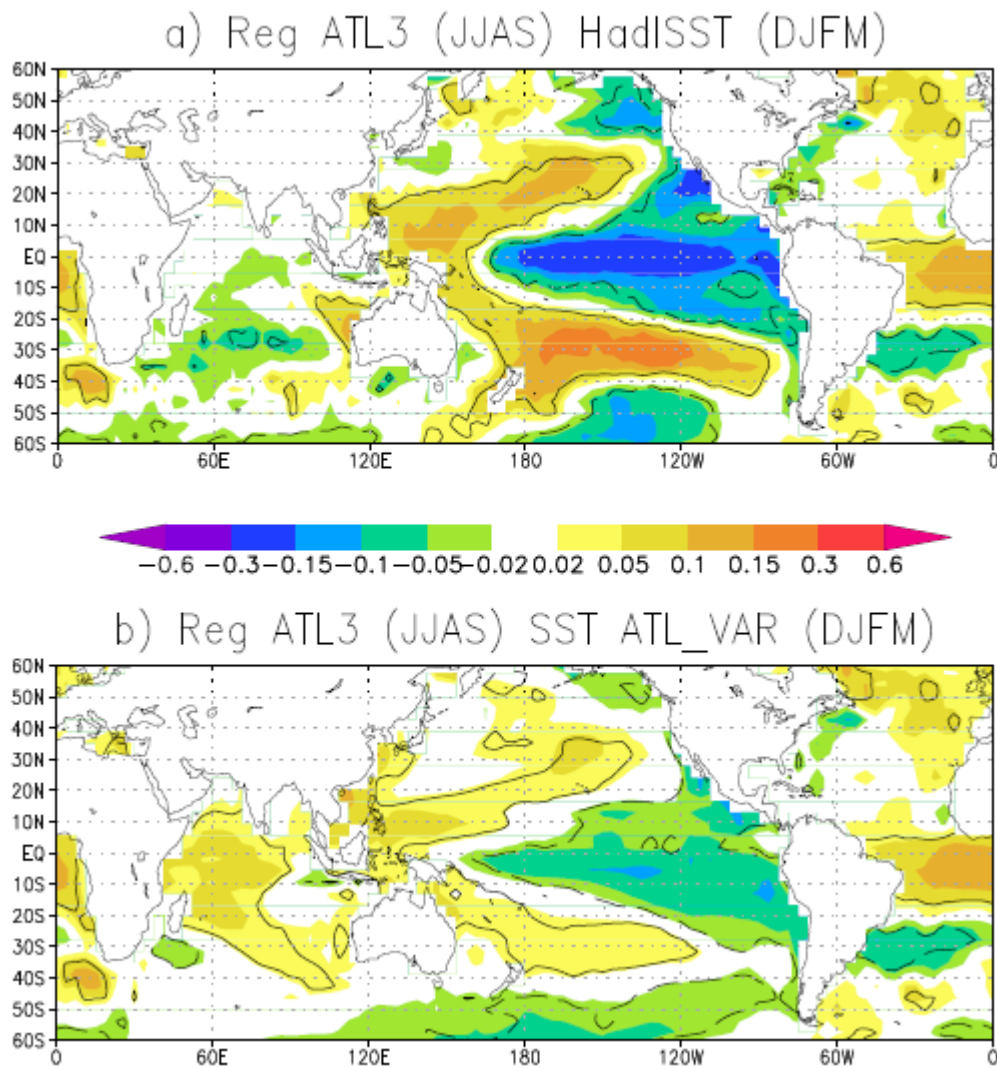 a) Reg ATL3 (JJAS) HadISST (DJFM)
60N
50N
40N
30N
20N
10N
EQ
10S
20S
30S
40S
50S
60S
0 60E 120E 180 120W 60W 0
-0.6 -0.3 -0.15 -0.1 -0.05 -0.02 0.02 0.05 0.1 0.15 0.3 0.6
b) Reg ATL3 (JJAS) SST ATL_VAR (DJFM)
60N
50N
40N
30N
20N
10N
EQ
10S
20S
30S
40S
50S
60S
0 60E 120E 180 120W 60W 0